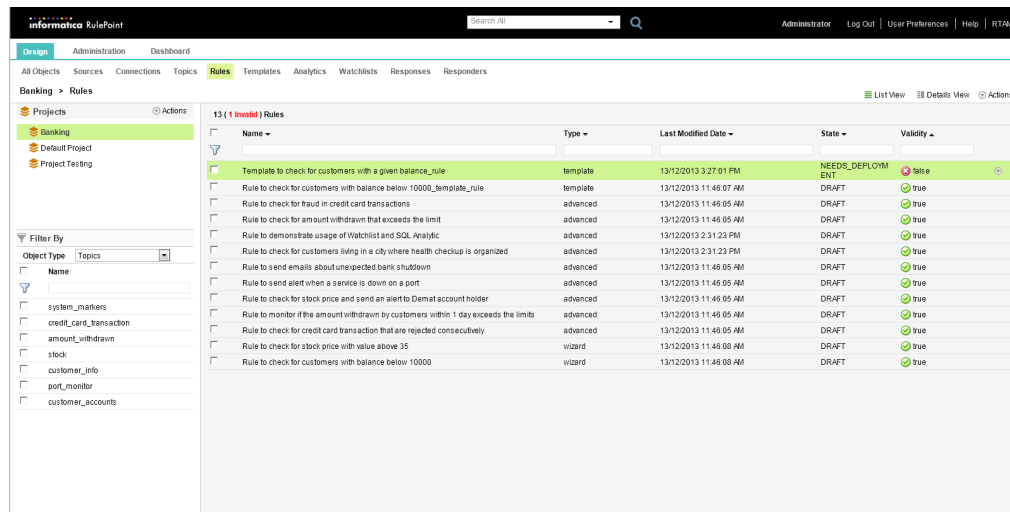 informatica RulePoint
Search All
Administrator Log Out | User Preferences | Help | RTAM
Design Administration Dashboard
All Objects Sources Connections Topics Rules Templates Analytics Watchlists Responses Responders
Banking > Rules
List View Details View Actions
Projects Actions
Banking
Default Project
Project Testing
Filter By
Object Type Topics
Name
system_markers
credit_card_transaction
amount_withdrawn
stock
customer_info
port_monitor
customer_accounts
13 ( 1 Invalid ) Rules
Name Type Last Modified Date State Validity
Template to check for customers with a given balance_rule template 13/12/2013 3:27:01 PM NEEDS_DEPLOYM false
ENT
Rule to check for customers with balance below 10000_template_rule template 13/12/2013 11:46:07 AM DRAFT true
Rule to check for fraud in credit card transactions advanced 13/12/2013 11:46:05 AM DRAFT true
Rule to check for amount withdrawn that exceeds the limit advanced 13/12/2013 11:46:05 AM DRAFT true
Rule to demonstrate usage of Watchlist and SQL Analytic advanced 13/12/2013 2:31:23 PM DRAFT true
Rule to check for customers living in a city where health checkup is organized advanced 13/12/2013 2:31:23 PM DRAFT true
Rule to send emails about unexpected bank shutdown advanced 13/12/2013 11:46:05 AM DRAFT true
Rule to send alert when a service is down on a port advanced 13/12/2013 11:46:05 AM DRAFT true
Rule to check for stock price and send an alert to Demat account holder advanced 13/12/2013 11:46:05 AM DRAFT true
Rule to monitor if the amount withdrawn by customers within 1 day exceeds the limits advanced 13/12/2013 11:46:05 AM DRAFT true
Rule to check for credit card transaction that are rejected consecutively advanced 13/12/2013 11:46:05 AM DRAFT true
Rule to check for stock price with value above 35 wizard 13/12/2013 11:46:08 AM DRAFT true
Rule to check for customers with balance below 10000 wizard 13/12/2013 11:46:08 AM DRAFT true